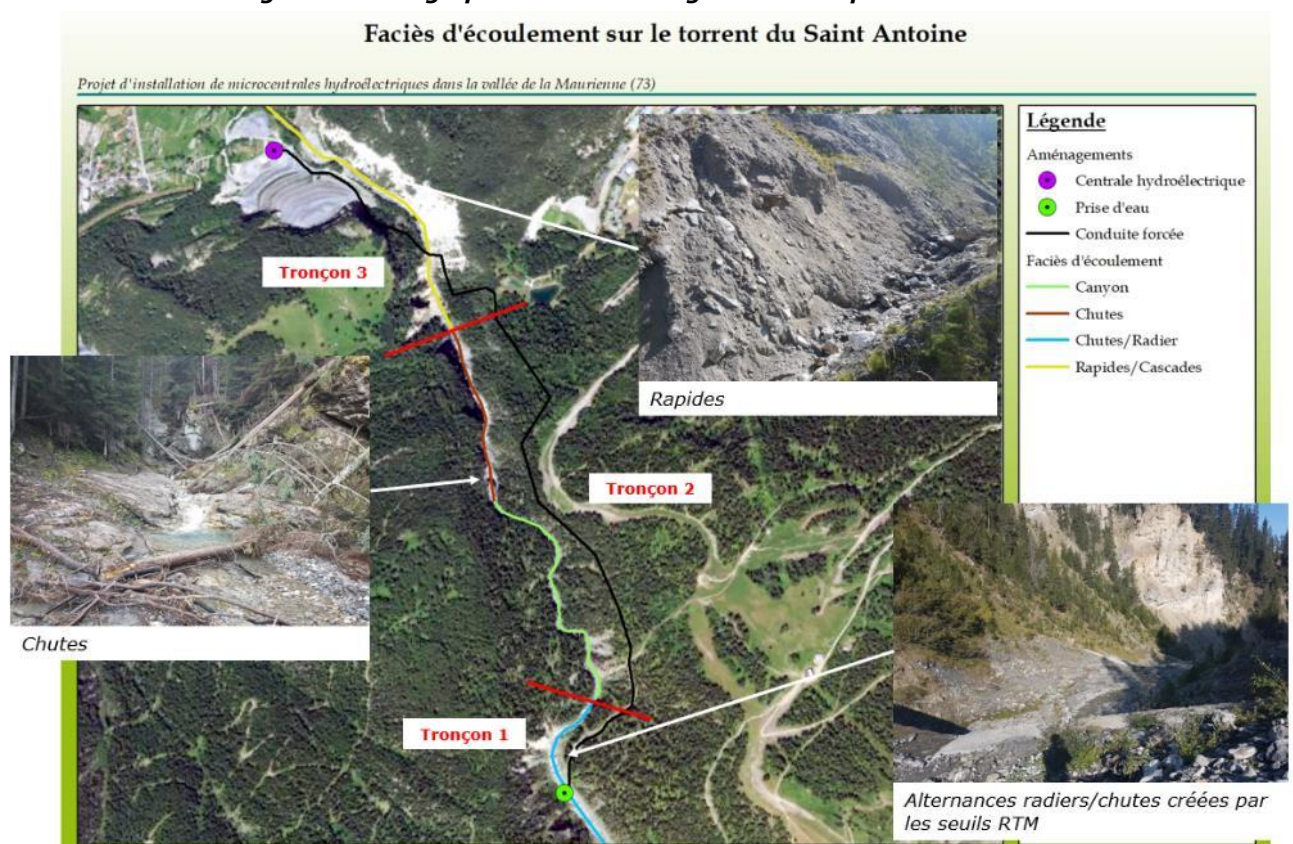 Faciès d'écoulement sur le torrent du Saint Antoine
Projet d'installation de microcentrales hydroélectriques dans la vallée de la Maurienne (73)
Légende
Aménagements
Centrale hydroélectrique
Prise d'eau
Conduite forcée
Faciès d'écoulement
Canyon
Chutes
Chutes/Radier
Rapides/Cascades
Tronçon 3
Rapides
Tronçon 2
Chutes
Tronçon 1
Alternances radiers/chutes créées par
les seuils RTM